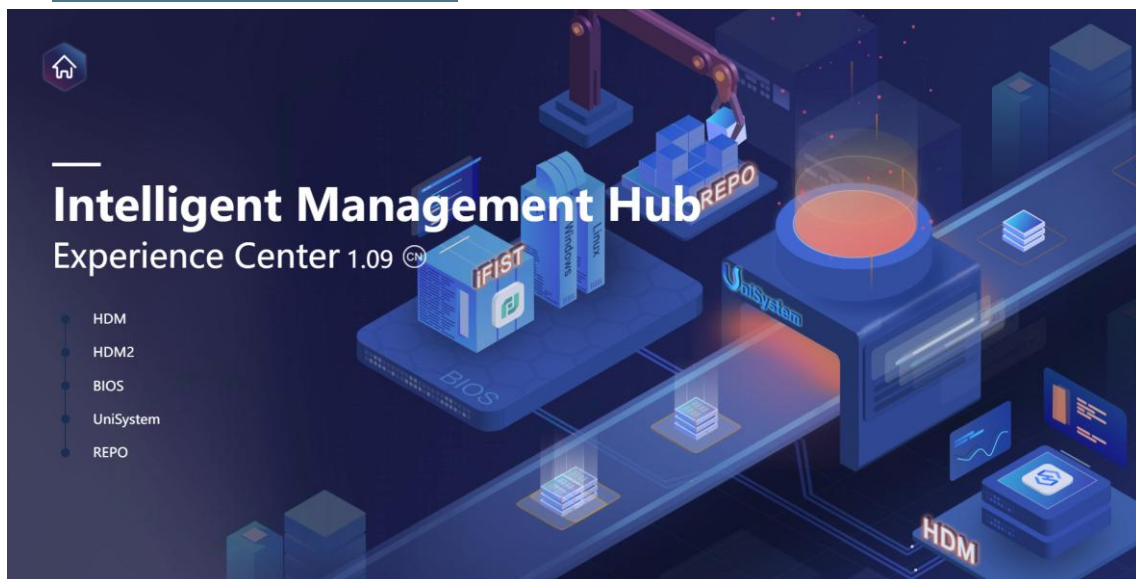 Intelligent Management Hub
Experience Center 1.09 CN
HDM
HDM2
BIOS
UniSystem
REPO
REPO
iFIST
Windows
Linux
BIOS
UniSystem
HDM